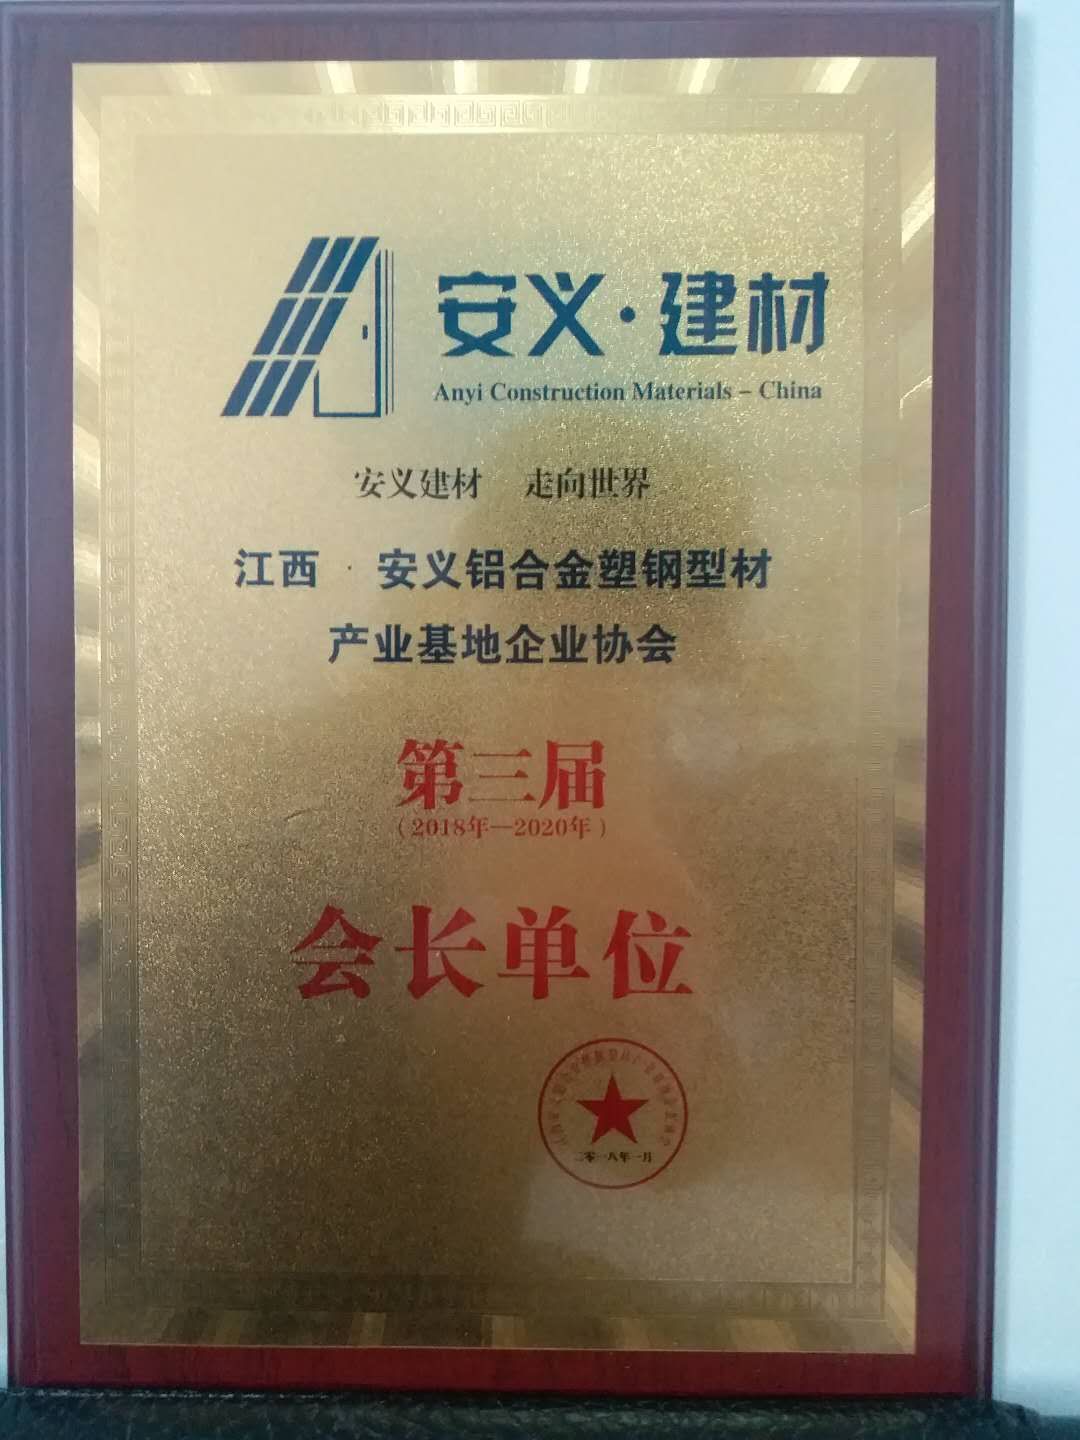 安义·建材
Anyi Construction Materials – China
安义建材 走向世界
江西·安义铝合金塑钢型材
产业基地企业协会
第三届
(2018年—2020年)
会长单位
二零一八年一月